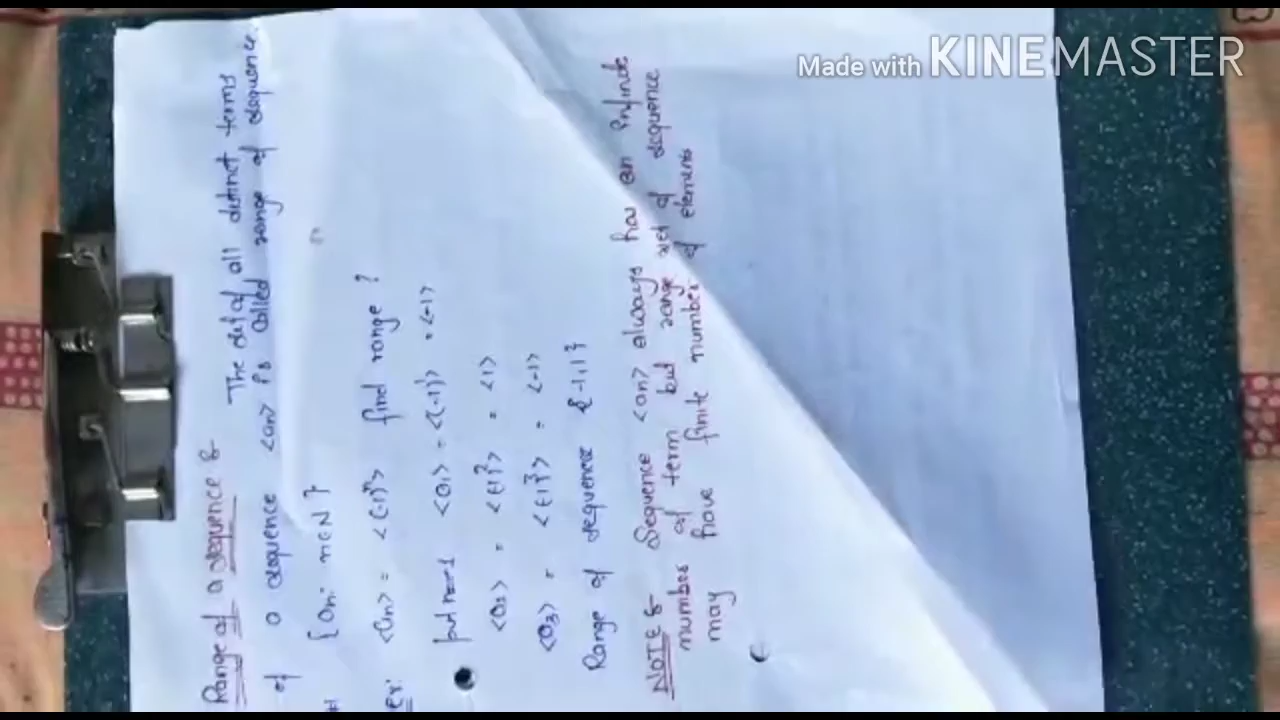 Made with KINEMASTER
Range of a sequence :- The set of all distinct terms
of a sequence <an> is called range of sequence.
{an: n∈N}
Ex: <an> = <(-1)^n> find range ?
put n=1 <a1> = <(-1)^1> = <-1>
<a2> = <(-1)^2> = <1>
<a3> = <(-1)^3> = <-1>
Range of sequence {-1,1}
NOTE :- Sequence <an> always has an infinite
number of term but range set of sequence
may have finite number of elements